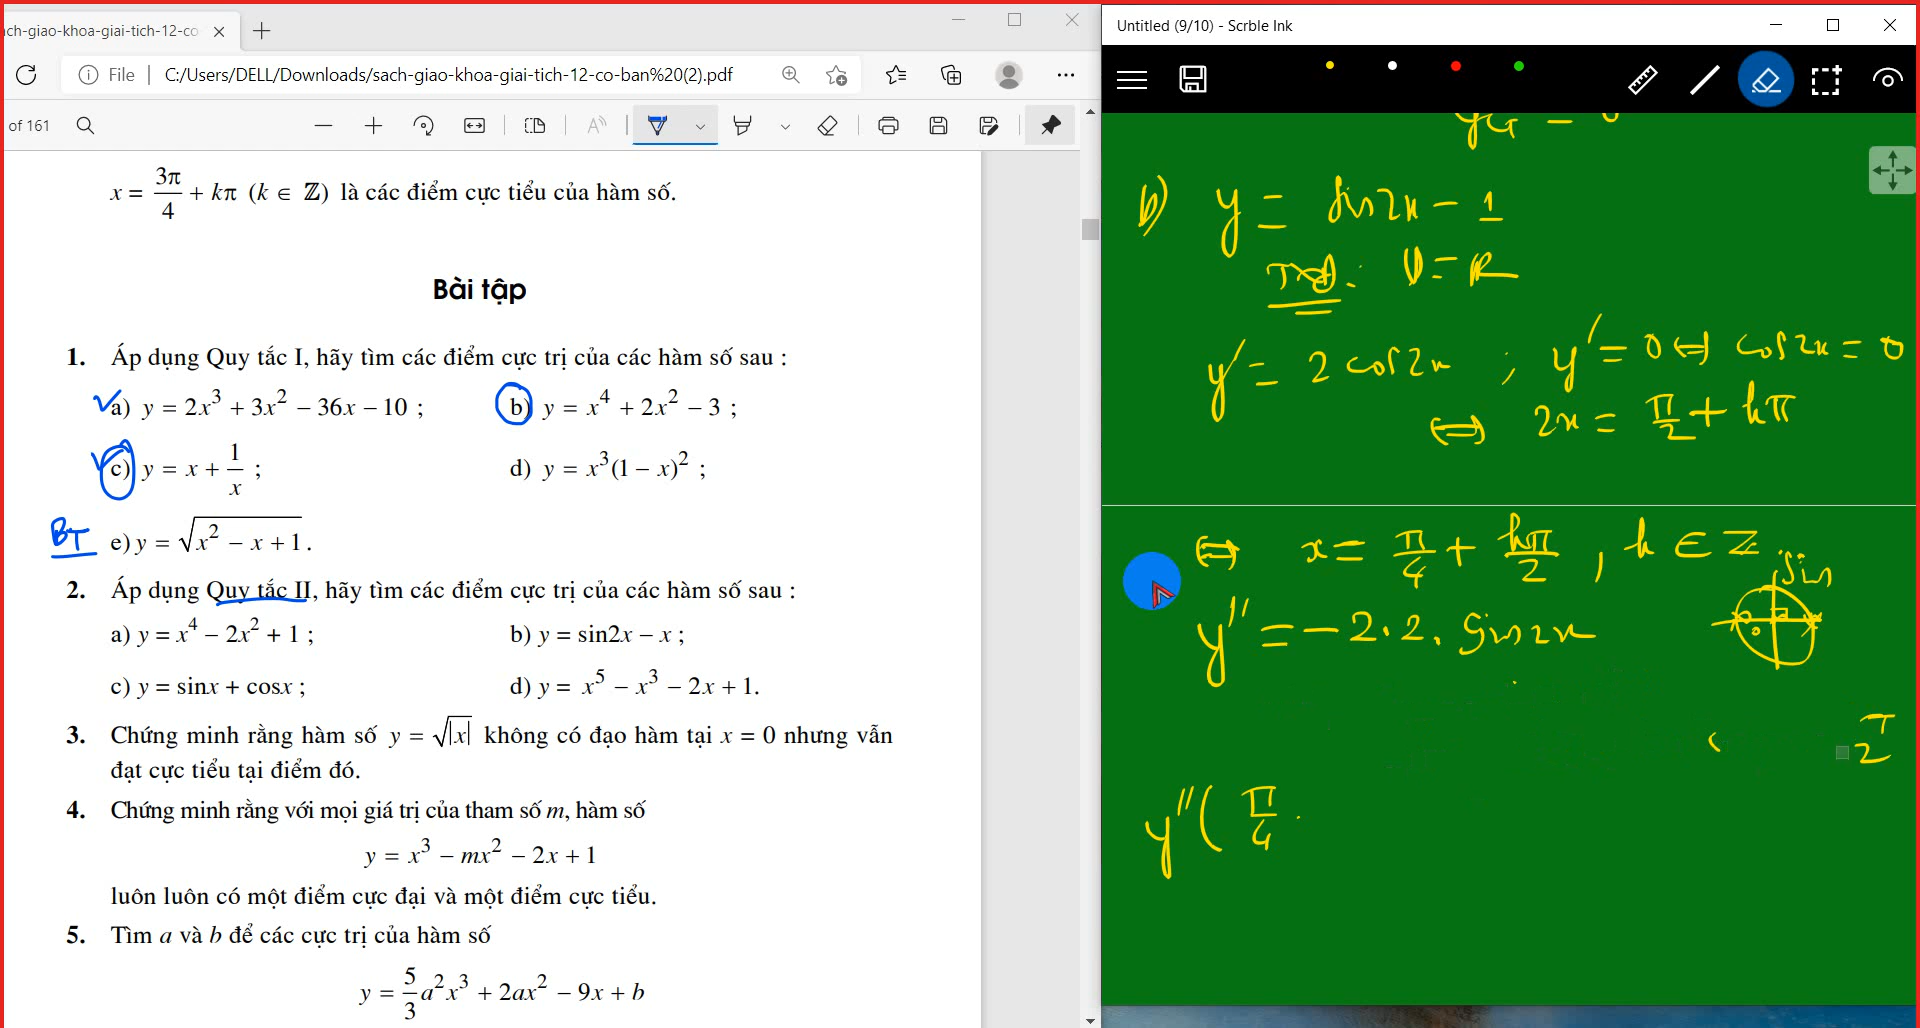 ach-giao-khoa-giai-tich-12-co
File C:/Users/DELL/Downloads/sach-giao-khoa-giai-tich-12-co-ban%20(2).pdf
of 161
x = 3π/4 + kπ (k ∈ ℤ) là các điểm cực tiểu của hàm số.
Bài tập
1. Áp dụng Quy tắc I, hãy tìm các điểm cực trị của các hàm số sau :
a) y = 2x³ + 3x² − 36x − 10 ; b) y = x⁴ + 2x² − 3 ;
c) y = x + 1/x ; d) y = x³(1 − x)² ;
BT e) y = √(x² − x + 1).
2. Áp dụng Quy tắc II, hãy tìm các điểm cực trị của các hàm số sau :
a) y = x⁴ − 2x² + 1 ; b) y = sin2x − x ;
c) y = sinx + cosx ; d) y = x⁵ − x³ − 2x + 1.
3. Chứng minh rằng hàm số y = √|x| không có đạo hàm tại x = 0 nhưng vẫn
đạt cực tiểu tại điểm đó.
4. Chứng minh rằng với mọi giá trị của tham số m, hàm số
y = x³ − mx² − 2x + 1
luôn luôn có một điểm cực đại và một điểm cực tiểu.
5. Tìm a và b để các cực trị của hàm số
y = 5/3 a²x³ + 2ax² − 9x + b
Untitled (9/10) - Scrble Ink
b) y = sin2x − 1
TXĐ: D = R
y' = 2cos2x ; y' = 0 ⇔ cos2x = 0
⇔ 2x = π/2 + kπ
⇔ x = π/4 + kπ/2 , k ∈ Z
sin
y'' = −2.2. sin2x
π/2
y''( π/4